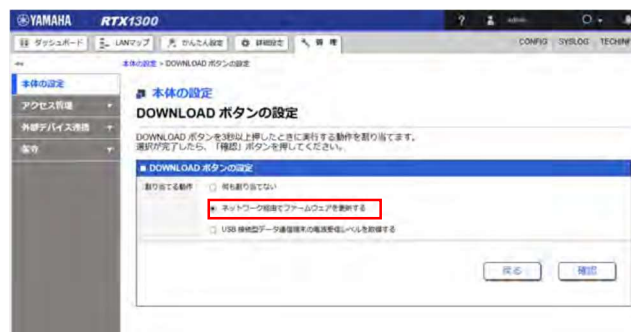 YAMAHA RTX1300
?
admin
ダッシュボード LANマップ かんたん設定 詳細設定 管理 CONFIG SYSLOG TECHINF
本体の設定 > DOWNLOAD ボタンの設定
本体の設定
アクセス管理
外部デバイス連携
保守
本体の設定
DOWNLOAD ボタンの設定
DOWNLOAD ボタンを3秒以上押したときに実行する動作を割り当てます。
選択が完了したら、「確認」ボタンを押してください。
DOWNLOAD ボタンの設定
割り当てる動作
何も割り当てない
ネットワーク経由でファームウェアを更新する
USB 接続型データ通信端末の電波受信レベルを取得する
戻る 確認